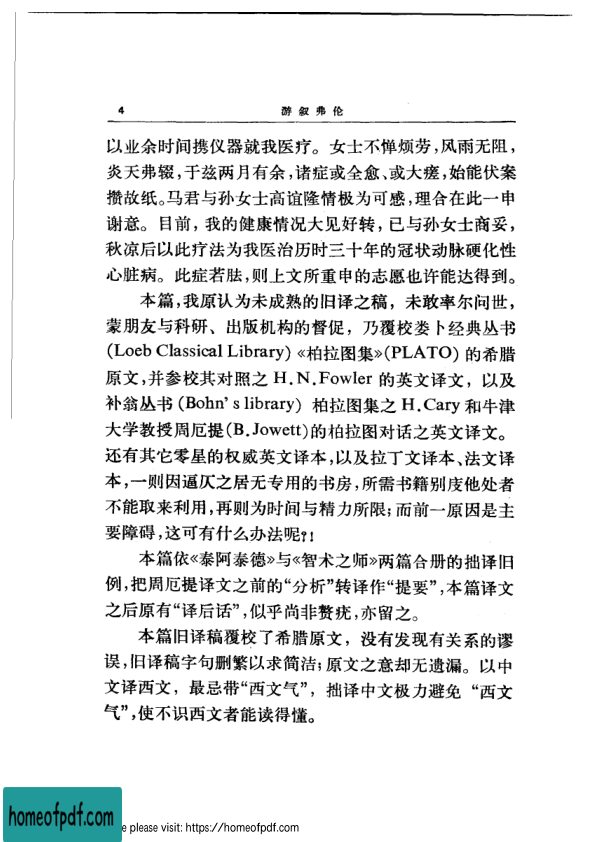 4
游叙弗伦
以业余时间携仪器就我医疗。女士不惮烦劳,风雨无阻,
炎天弗辍,于兹两月有余,诸症或全愈、或大瘥,始能伏案
攒故纸。马君与孙女士高谊隆情极为可感,理合在此一申
谢意。目前,我的健康情况大见好转,已与孙女士商妥,
秋凉后以此疗法为我医治历时三十年的冠状动脉硬化性
心脏病。此症若胠,则上文所重申的志愿也许能达得到。
本篇,我原认为未成熟的旧译之稿,未敢率尔问世,
蒙朋友与科研、出版机构的督促,乃覆校娄卜经典丛书
(Loeb Classical Library)《柏拉图集》(PLATO)的希腊
原文,并参校其对照之 H.N.Fowler 的英文译文,以及
补翁丛书 (Bohn's library) 柏拉图集之 H.Cary 和牛津
大学教授周厄提(B.Jowett)的柏拉图对话之英文译文。
还有其它零星的权威英文译本,以及拉丁文译本、法文译
本,一则因逼仄之居无专用的书房,所需书籍别庋他处者
不能取来利用,再则为时间与精力所限;而前一原因是主
要障碍,这可有什么办法呢?!
本篇依《泰阿泰德》与《智术之师》两篇合册的拙译旧
例,把周厄提译文之前的“分析”转译作“提要”,本篇译文
之后原有“译后话”,似乎尚非赘疣,亦留之。
本篇旧译稿覆校了希腊原文,没有发现有关系的谬
误,旧译稿字句删繁以求简洁;原文之意却无遗漏。以中
文译西文,最忌带“西文气”,拙译中文极力避免“西文
气”,使不识西文者能读得懂。
homeofpdf.com
e please visit: https://homeofpdf.com